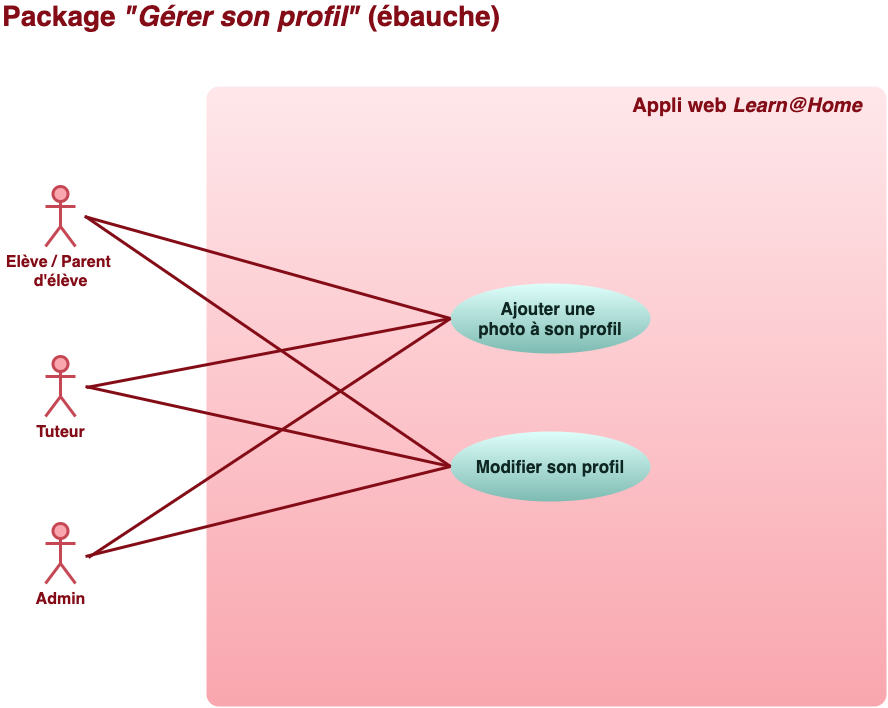 Package "Gérer son profil" (ébauche)
Appli web Learn@Home
Elève / Parent
d'élève
Ajouter une
photo à son profil
Tuteur
Modifier son profil
Admin